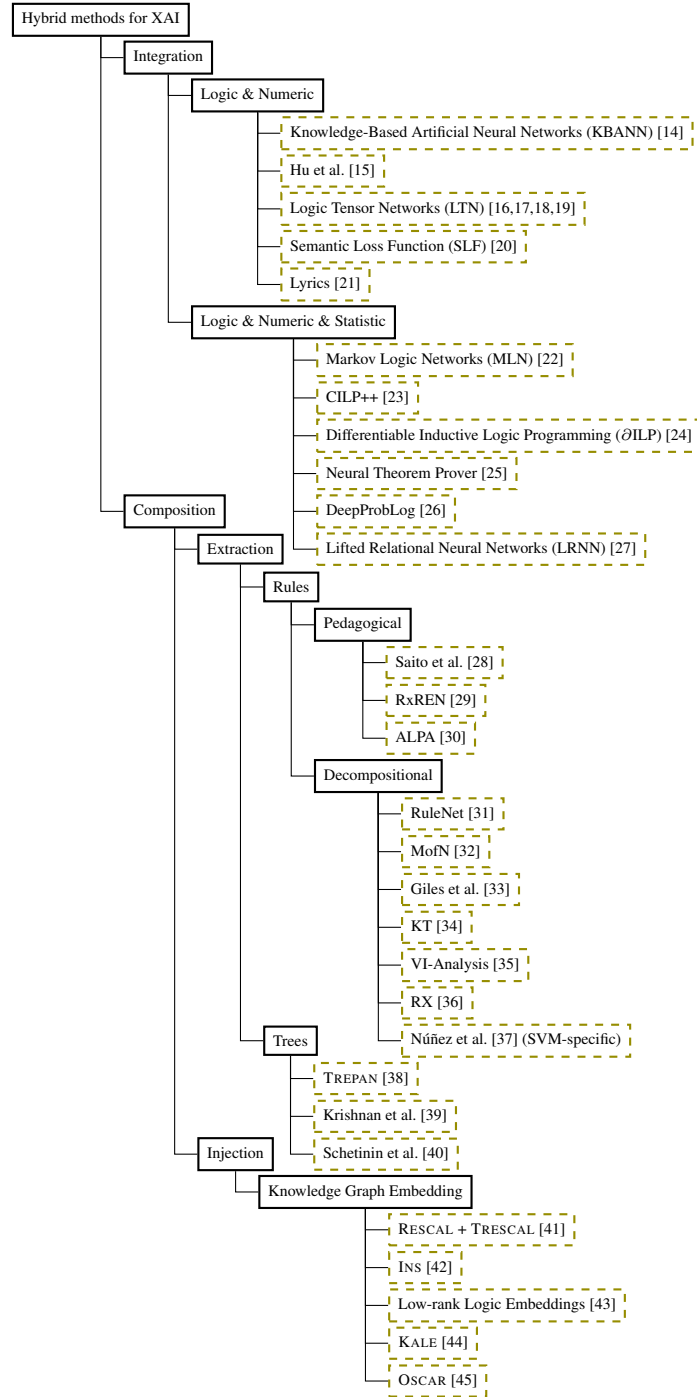 Hybrid methods for XAI
Integration
Logic & Numeric
Knowledge-Based Artificial Neural Networks (KBANN) [14]
Hu et al. [15]
Logic Tensor Networks (LTN) [16,17,18,19]
Semantic Loss Function (SLF) [20]
Lyrics [21]
Logic & Numeric & Statistic
Markov Logic Networks (MLN) [22]
CILP++ [23]
Differentiable Inductive Logic Programming (∂ILP) [24]
Neural Theorem Prover [25]
Composition
DeepProbLog [26]
Extraction
Lifted Relational Neural Networks (LRNN) [27]
Rules
Pedagogical
Saito et al. [28]
RxREN [29]
ALPA [30]
Decompositional
RuleNet [31]
MofN [32]
Giles et al. [33]
KT [34]
VI-Analysis [35]
RX [36]
Trees
Núñez et al. [37] (SVM-specific)
TREPAN [38]
Krishnan et al. [39]
Injection
Schetinin et al. [40]
Knowledge Graph Embedding
RESCAL + TRESCAL [41]
INS [42]
Low-rank Logic Embeddings [43]
KALE [44]
OSCAR [45]